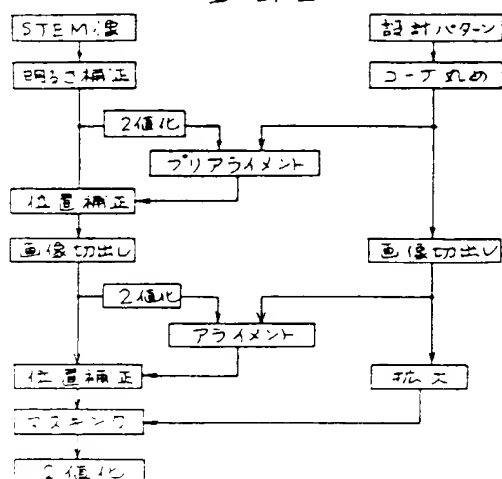 STEM像
設計パターン
明るさ補正
コーナ丸め
2値化
プリアライメント
位置補正
画像切出し
画像切出し
2値化
アライメント
位置補正
拡大
マスキング
2値化